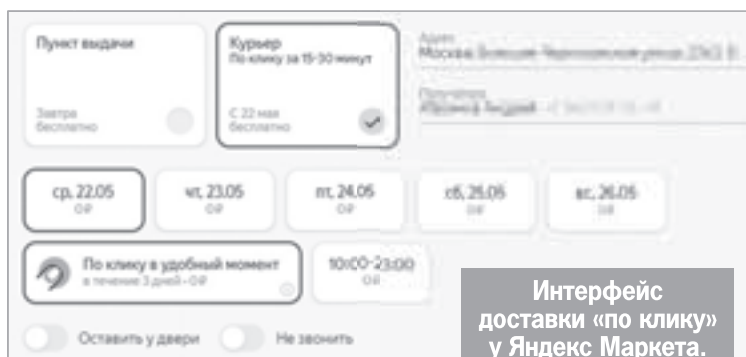 Пункт выдачи
Завтра
бесплатно
Курьер
По клику за 15-30 минут
С 22 мая
бесплатно
Адрес
Москва
Получатель
Андрей
ср, 22.05
0₽
чт, 23.05
0₽
пт, 24.05
0₽
сб, 25.05
0₽
вс, 26.05
0₽
По клику в удобный момент
в течение 3 дней - 0₽
10:00-23:00
0₽
Оставить у двери
Не звонить
Интерфейс
доставки «по клику»
у Яндекс Маркета.